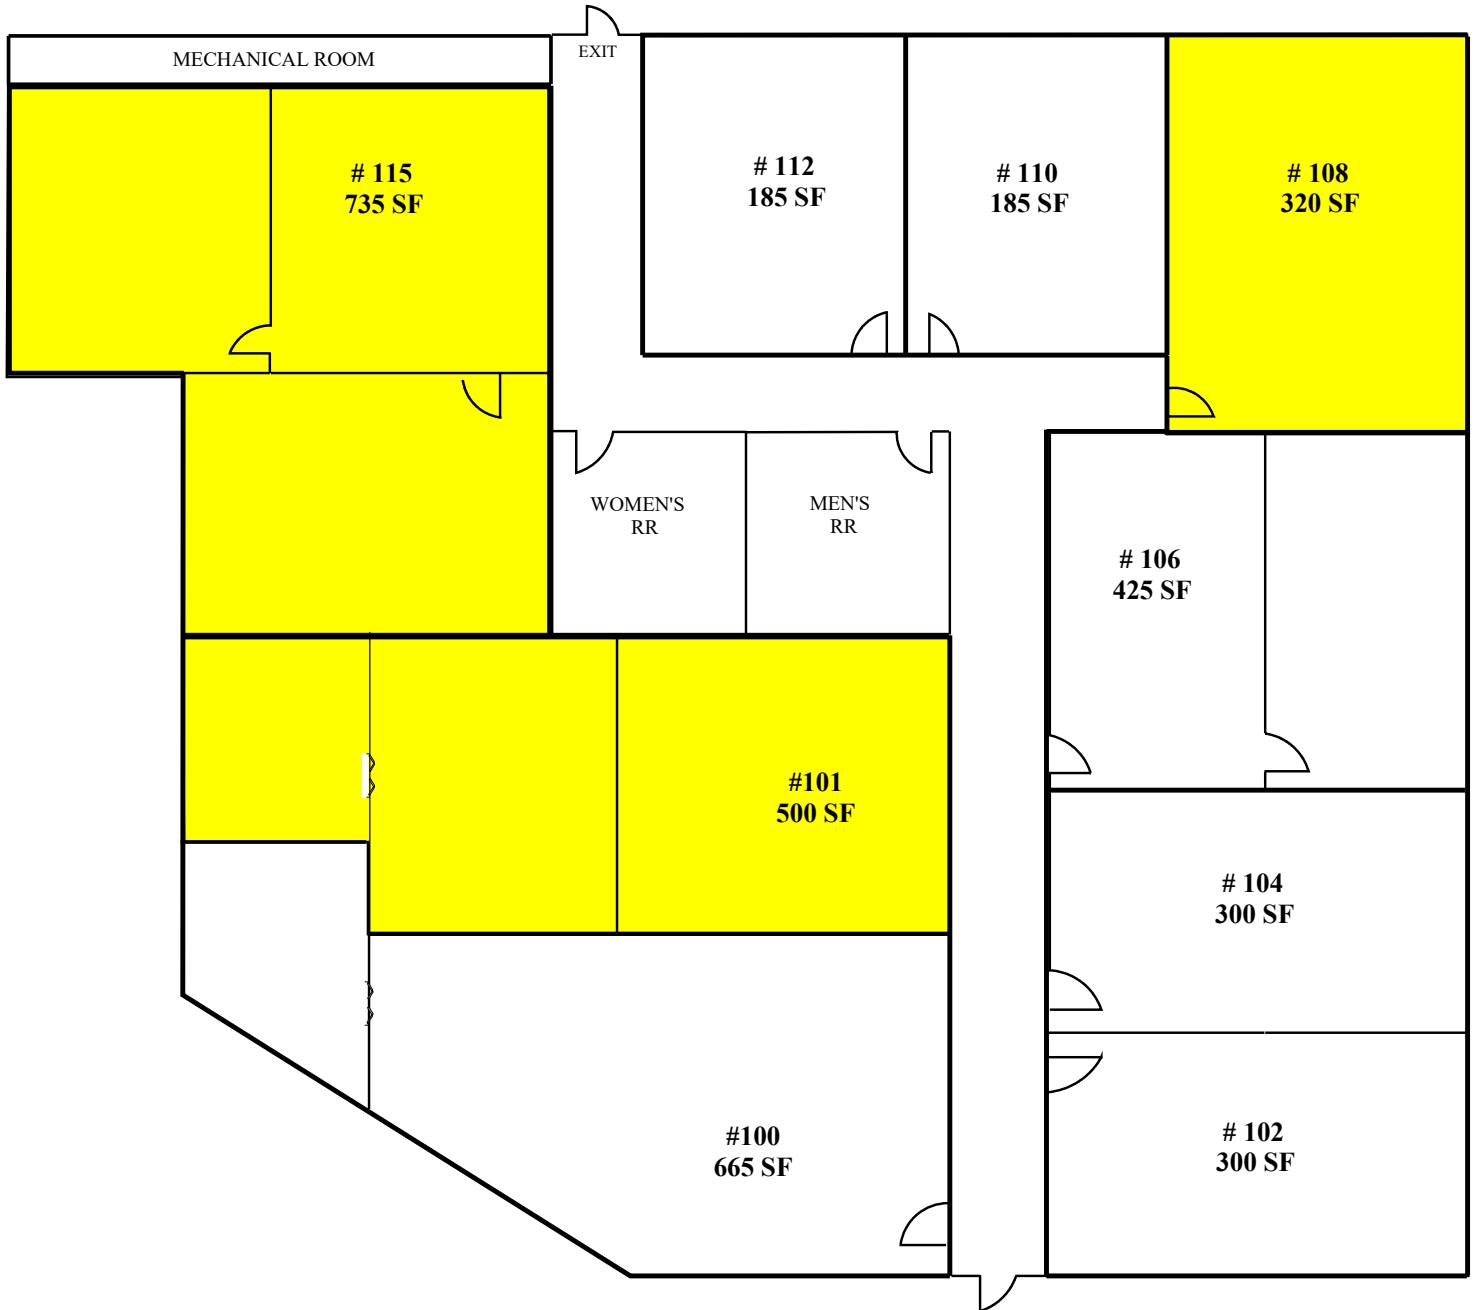 EXIT
MECHANICAL ROOM
# 115
735 SF
# 112
185 SF
# 110
185 SF
# 108
320 SF
WOMEN'S
RR
MEN'S
RR
# 106
425 SF
#101
500 SF
# 104
300 SF
#100
665 SF
# 102
300 SF